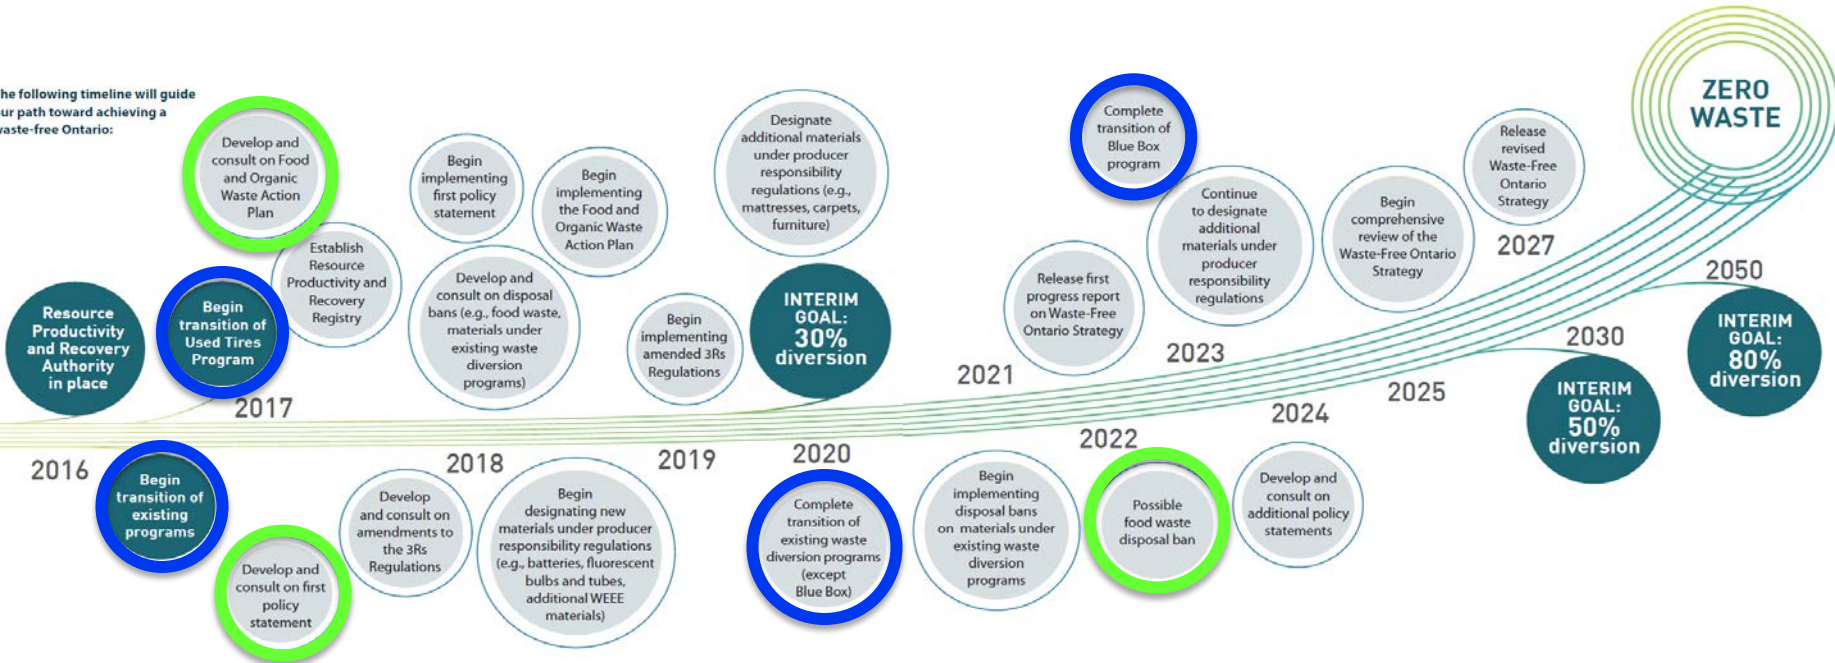 he following timeline will guide
ur path toward achieving a
vaste-free Ontario:
Resource
Productivity
and Recovery
Authority
in place
2016
Begin
transition of
existing
programs
Begin
transition of
Used Tires
Program
2017
Develop and
consult on Food
and Organic
Waste Action
Plan
Establish
Resource
Productivity and
Recovery
Registry
Develop and
consult on first
policy
statement
Develop
and consult on
amendments to
the 3Rs
Regulations
Begin
implementing
first policy
statement
Develop and
consult on disposal
bans (e.g., food waste,
materials under
existing waste
diversion
programs)
2018
Begin
designating new
materials under producer
responsibility regulations
(e.g., batteries, fluorescent
bulbs and tubes,
additional WEEE
materials)
Begin
implementing
the Food and
Organic Waste
Action Plan
Begin
implementing
amended 3Rs
Regulations
2019
Designate
additional materials
under producer
responsibility
regulations (e.g.,
mattresses, carpets,
furniture)
INTERIM
GOAL:
30%
diversion
2020
Complete
transition of
existing waste
diversion programs
(except
Blue Box)
2021
Begin
implementing
disposal bans
on materials under
existing waste
diversion
programs
Release first
progress report
on Waste-Free
Ontario Strategy
2022
Possible
food waste
disposal ban
Complete
transition of
Blue Box
program
Continue
to designate
additional
materials under
producer
responsibility
regulations
2023
2024
Develop and
consult on
additional policy
statements
Begin
comprehensive
review of the
Waste-Free Ontario
Strategy
2025
Release
revised
Waste-Free
Ontario
Strategy
2027
2030
INTERIM
GOAL:
50%
diversion
2050
INTERIM
GOAL:
80%
diversion
ZERO
WASTE